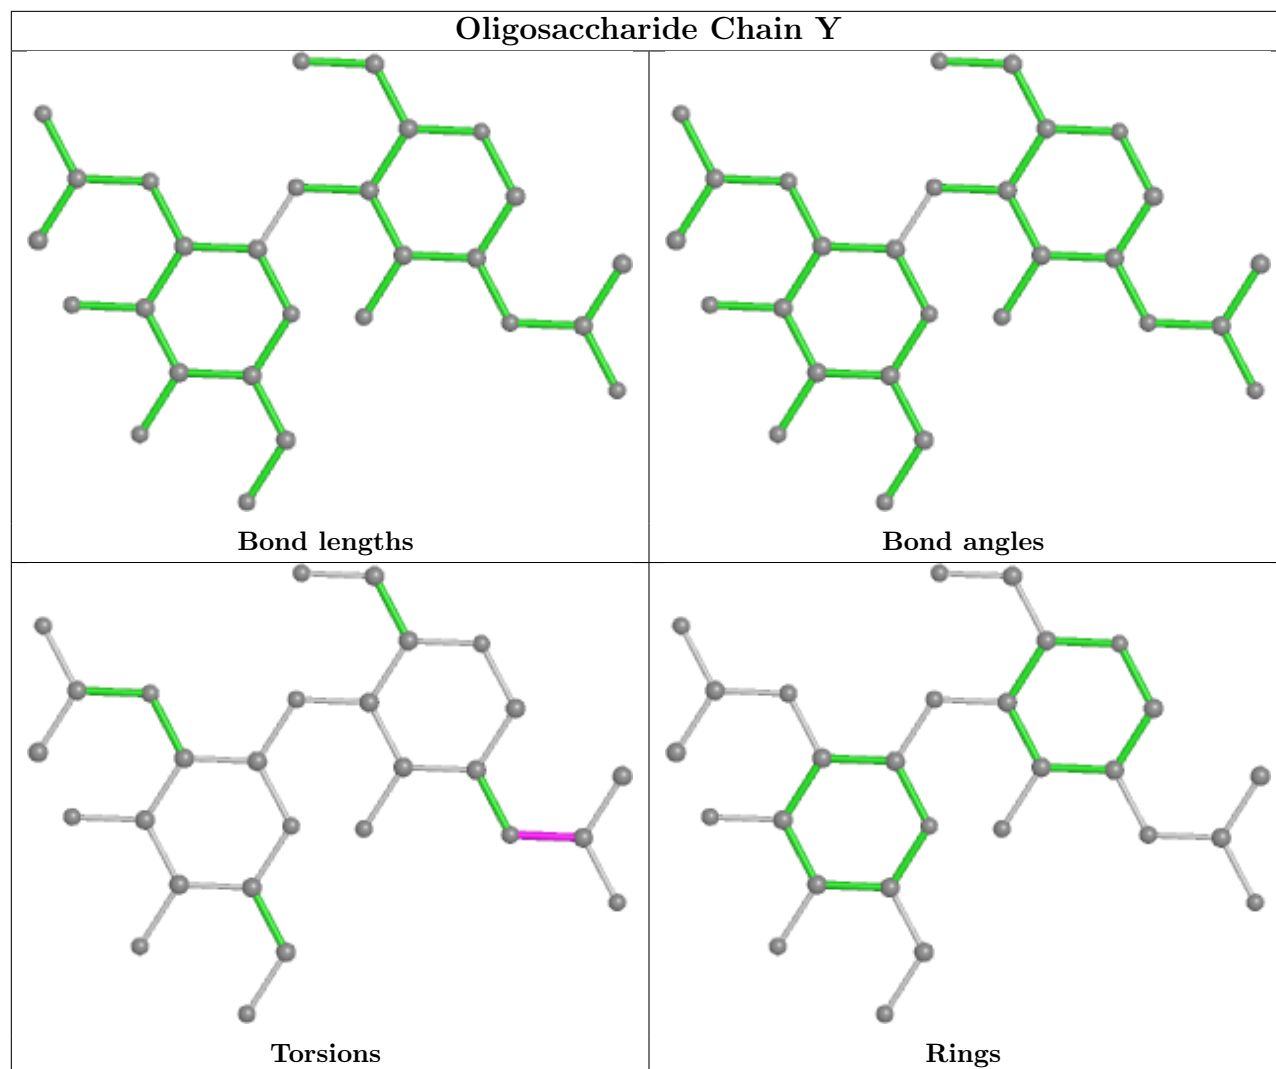 Oligosaccharide Chain Y
Bond lengths
Bond angles
Torsions
Rings